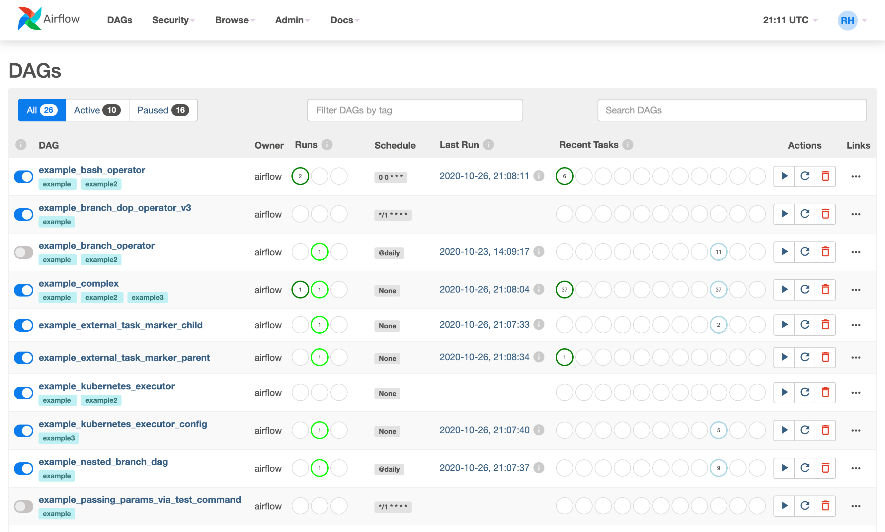 Airflow DAGs Security Browse Admin Docs 21:11 UTC RH
DAGs
All 26 Active 10 Paused 16 Filter DAGs by tag Search DAGs
i DAG Owner Runs i Schedule Last Run i Recent Tasks i Actions Links
example_bash_operator
airflow 2 0 0 * * * 2020-10-26, 21:08:11 i 6
example example2
example_branch_dop_operator_v3
airflow */1 * * * *
example
example_branch_operator
airflow 1 @daily 2020-10-23, 14:09:17 i 11
example example2
example_complex
airflow 1 1 None 2020-10-26, 21:08:04 i 37 37
example example2 example3
example_external_task_marker_child airflow 1 None 2020-10-26, 21:07:33 i 2
example_external_task_marker_parent airflow 1 None 2020-10-26, 21:08:34 i 1
example_kubernetes_executor
airflow None
example example2
example_kubernetes_executor_config
airflow 1 None 2020-10-26, 21:07:40 i 5
example3
example_nested_branch_dag
airflow 1 @daily 2020-10-26, 21:07:37 i 9
example
example_passing_params_via_test_command
airflow */1 * * * *
example